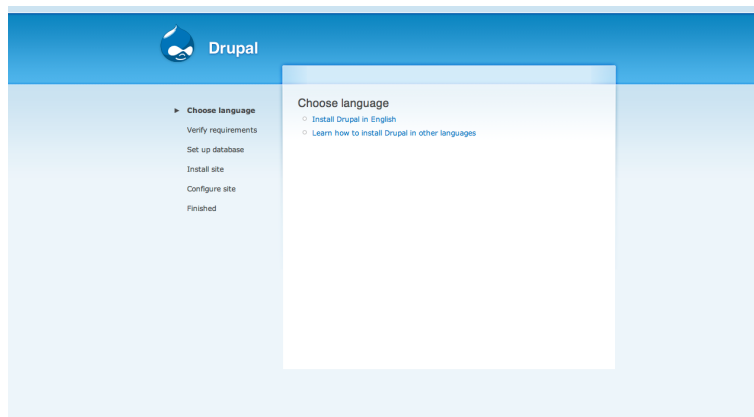 Drupal
Choose language
Verify requirements
Set up database
Install site
Configure site
Finished
Choose language
Install Drupal in English
Learn how to install Drupal in other languages